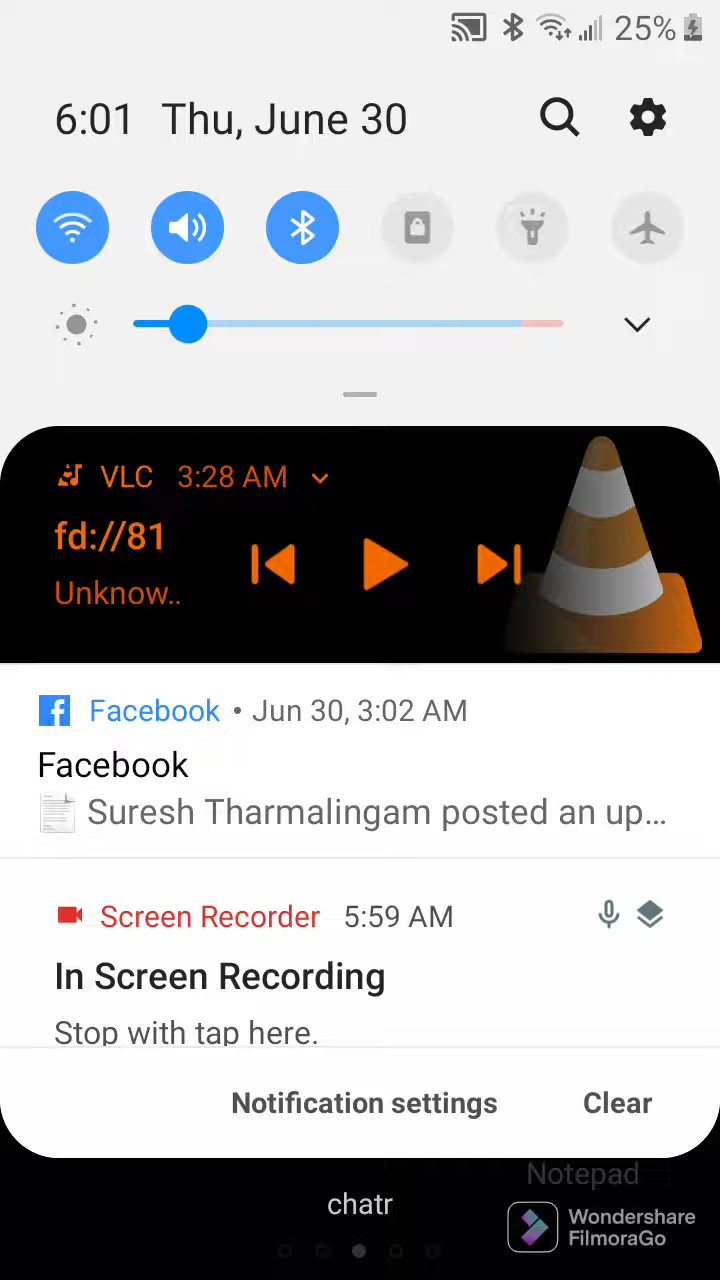 25%
6:01 Thu, June 30
VLC 3:28 AM
fd://81
Unknow..
Facebook • Jun 30, 3:02 AM
Facebook
Suresh Tharmalingam posted an up...
Screen Recorder 5:59 AM
In Screen Recording
Stop with tap here.
Notification settings Clear
Notepad
chatr
Wondershare
FilmoraGo